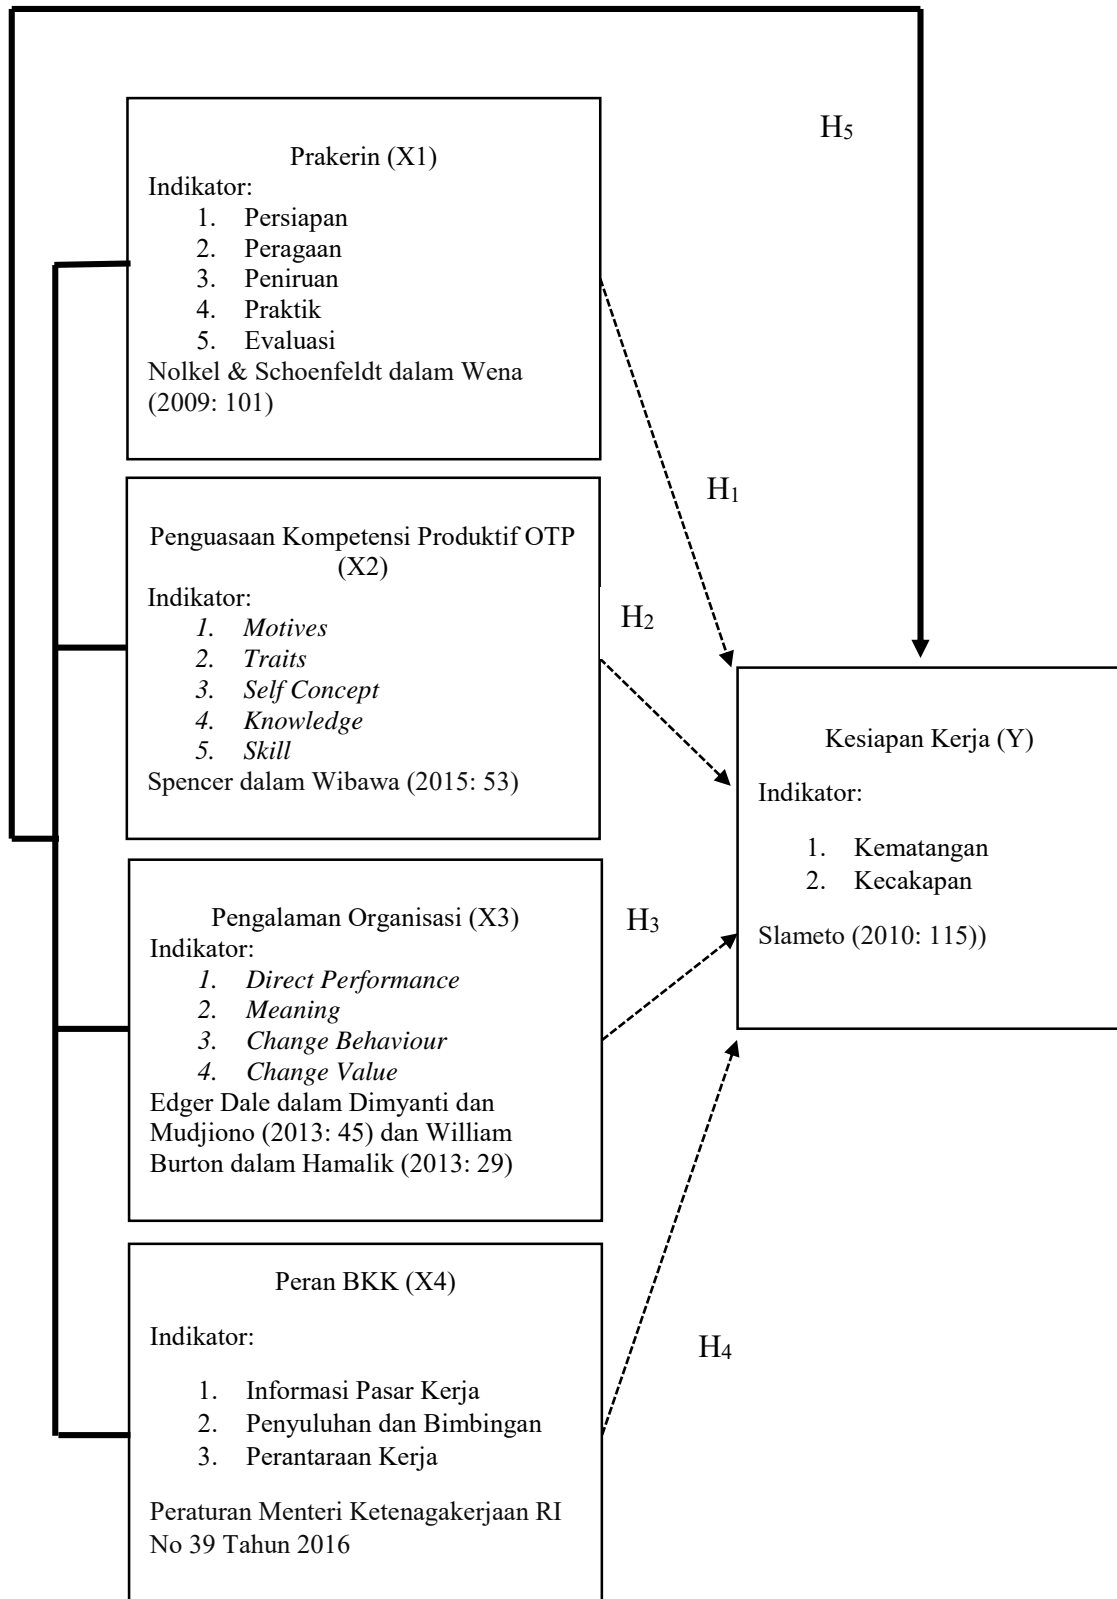 H5
Prakerin (X1)
Indikator:
1. Persiapan
2. Peragaan
3. Peniruan
4. Praktik
5. Evaluasi
Nolkel & Schoenfeldt dalam Wena
(2009: 101)
H1
Penguasaan Kompetensi Produktif OTP
(X2)
Indikator:
1. Motives
2. Traits
3. Self Concept
4. Knowledge
5. Skill
Spencer dalam Wibawa (2015: 53)
H2
Kesiapan Kerja (Y)
Indikator:
1. Kematangan
2. Kecakapan
Slameto (2010: 115))
Pengalaman Organisasi (X3)
Indikator:
1. Direct Performance
2. Meaning
3. Change Behaviour
4. Change Value
Edger Dale dalam Dimyanti dan
Mudjiono (2013: 45) dan William
Burton dalam Hamalik (2013: 29)
H3
Peran BKK (X4)
Indikator:
1. Informasi Pasar Kerja
2. Penyuluhan dan Bimbingan
3. Perantaraan Kerja
Peraturan Menteri Ketenagakerjaan RI
No 39 Tahun 2016
H4